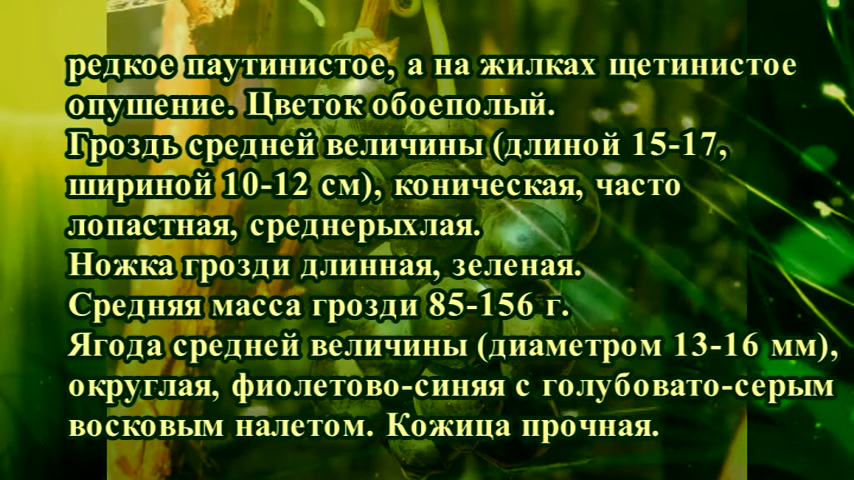 редкое паутинистое, а на жилках щетинистое
опушение. Цветок обоеполый.
Гроздь средней величины (длиной 15-17,
шириной 10-12 см), коническая, часто
лопастная, среднерыхлая.
Ножка грозди длинная, зеленая.
Средняя масса грозди 85-156 г.
Ягода средней величины (диаметром 13-16 мм),
округлая, фиолетово-синяя с голубовато-серым
восковым налетом. Кожица прочная.